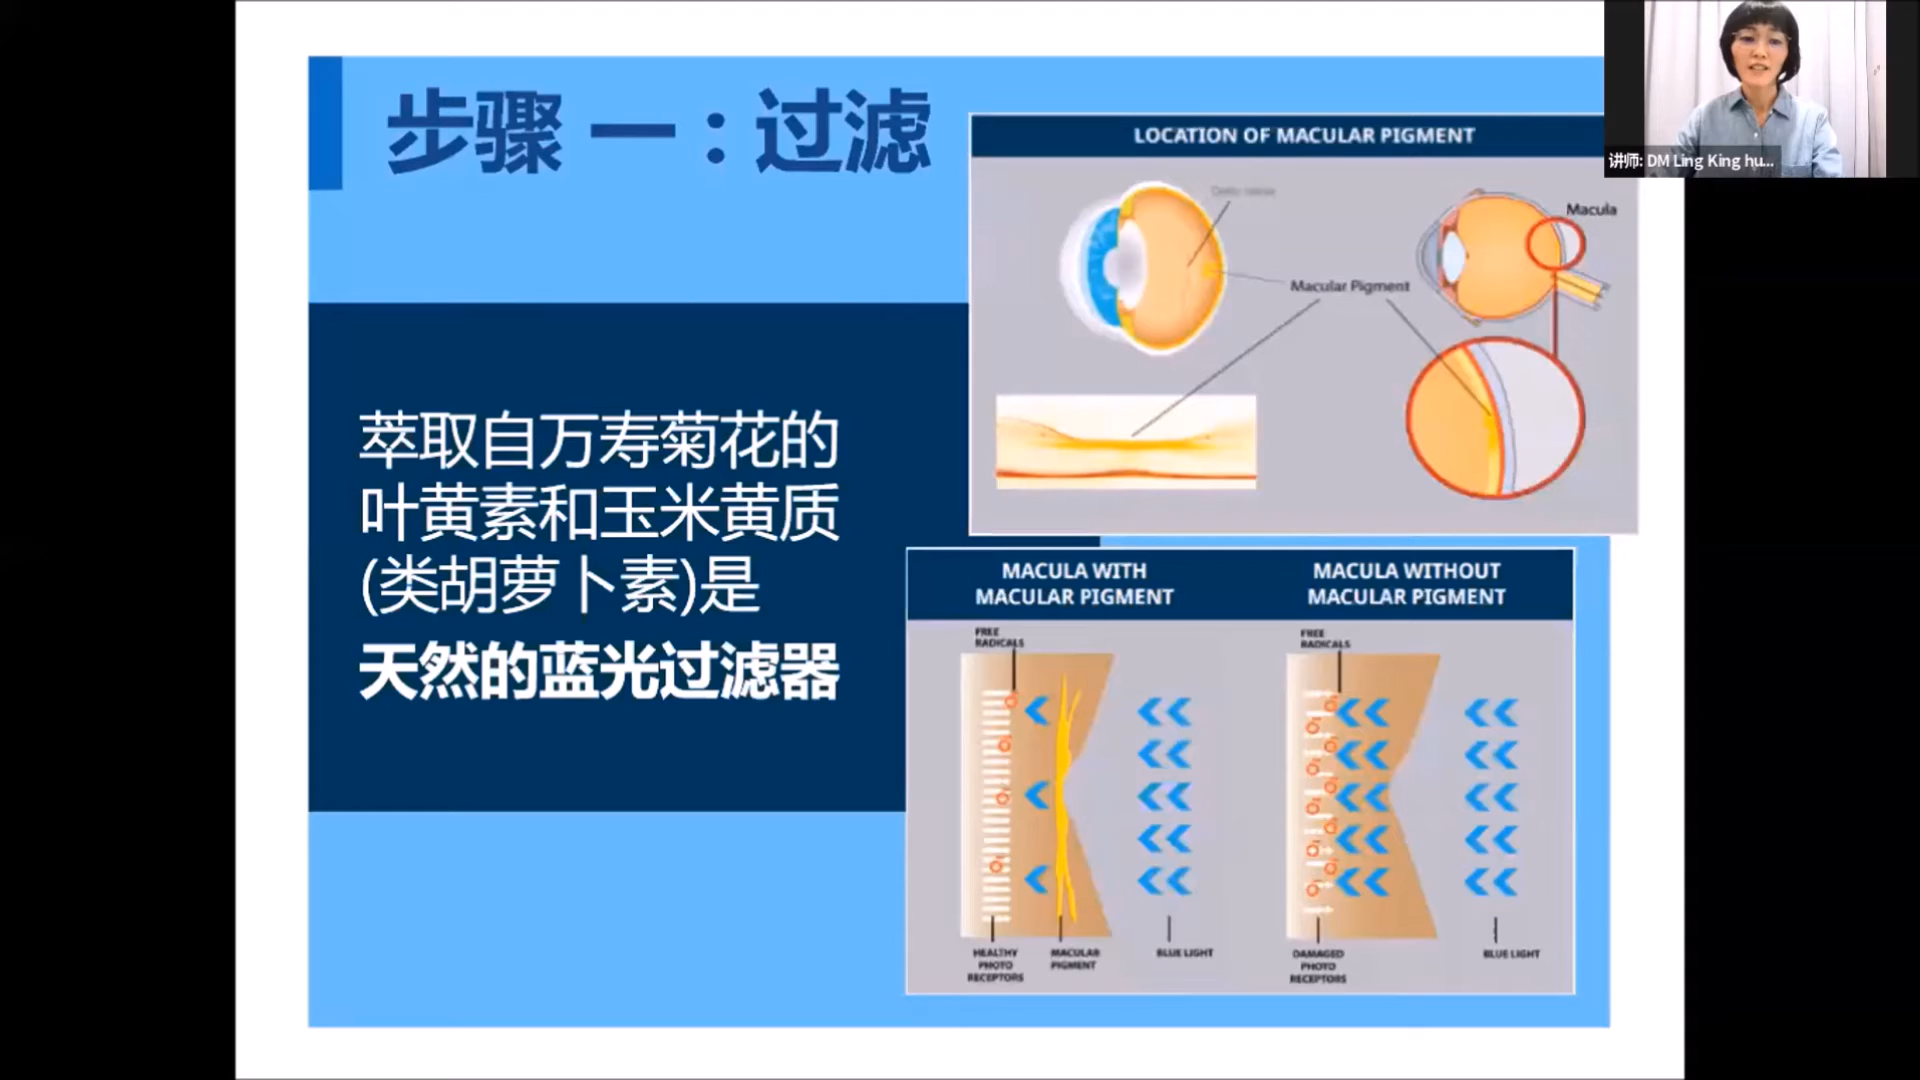 步骤 一 : 过滤
LOCATION OF MACULAR PIGMENT
讲师: DM Ling King hu...
Macula
Macular Pigment
萃取自万寿菊花的
叶黄素和玉米黄质
(类胡萝卜素)是
天然的蓝光过滤器
MACULA WITH
MACULAR PIGMENT
FREE
RADICALS
HEALTHY
PHOTO
RECEPTORS
MACULAR
PIGMENT
BLUE LIGHT
MACULA WITHOUT
MACULAR PIGMENT
FREE
RADICALS
DAMAGED
PHOTO
RECEPTORS
BLUE LIGHT